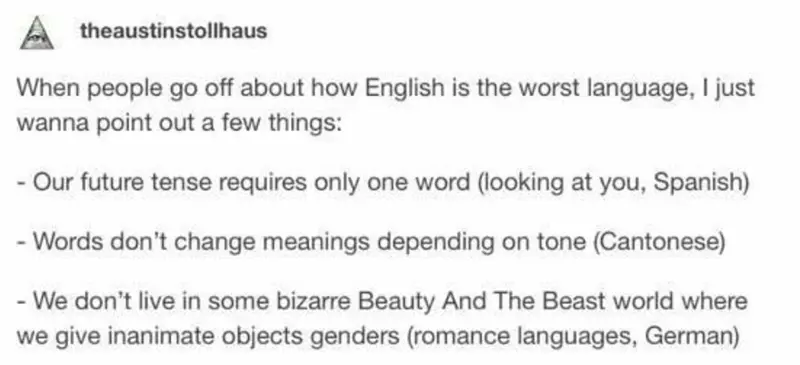 theaustinstollhaus
When people go off about how English is the worst language, I just
wanna point out a few things:
- Our future tense requires only one word (looking at you, Spanish)
- Words don't change meanings depending on tone (Cantonese)
- We don't live in some bizarre Beauty And The Beast world where
we give inanimate objects genders (romance languages, German)